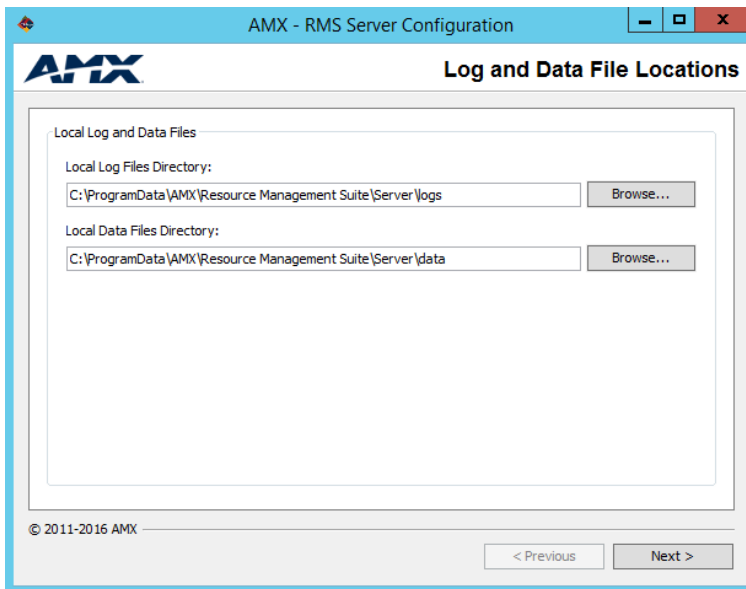 AMX - RMS Server Configuration
AMX
Log and Data File Locations
Local Log and Data Files
Local Log Files Directory:
C:\ProgramData\AMX\Resource Management Suite\Server\logs
Browse...
Local Data Files Directory:
C:\ProgramData\AMX\Resource Management Suite\Server\data
Browse...
© 2011-2016 AMX
< Previous
Next >